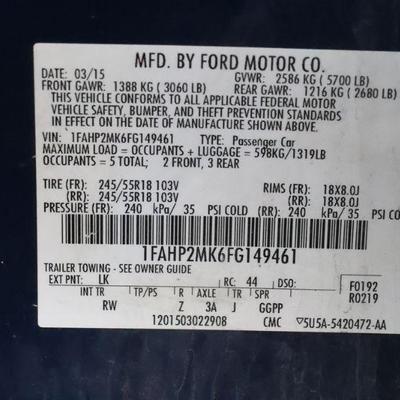 MFD. BY FORD MOTOR CO.
DATE: 03/15 GVWR: 2586 KG ( 5700 LB)
FRONT GAWR: 1388 KG ( 3060 LB) REAR GAWR: 1216 KG ( 2680 LB)
THIS VEHICLE CONFORMS TO ALL APPLICABLE FEDERAL MOTOR
VEHICLE SAFETY, BUMPER, AND THEFT PREVENTION STANDARDS
IN EFFECT ON THE DATE OF MANUFACTURE SHOWN ABOVE.
VIN: 1FAHP2MK6FG149461 TYPE: Passenger Car
MAXIMUM LOAD = OCCUPANTS + LUGGAGE = 598KG/1319LB
OCCUPANTS = 5 TOTAL; 2 FRONT, 3 REAR
TIRE (FR): 245/55R18 103V RIMS (FR): 18X8.0J
(RR): 245/55R18 103V (RR): 18X8.0J
PRESSURE (FR): 240 kPa/ 35 PSI COLD (RR): 240 kPa/ 35 PSI COLD
1FAHP2MK6FG149461
TRAILER TOWING - SEE OWNER GUIDE
EXT PNT: LK RC: 44 DSO: F0192
WB BRK INT TR TP/PS R AXLE TR SPR R0219
RW Z 3A J GGPP
1201503022908 CMC 5U5A-5420472-AA